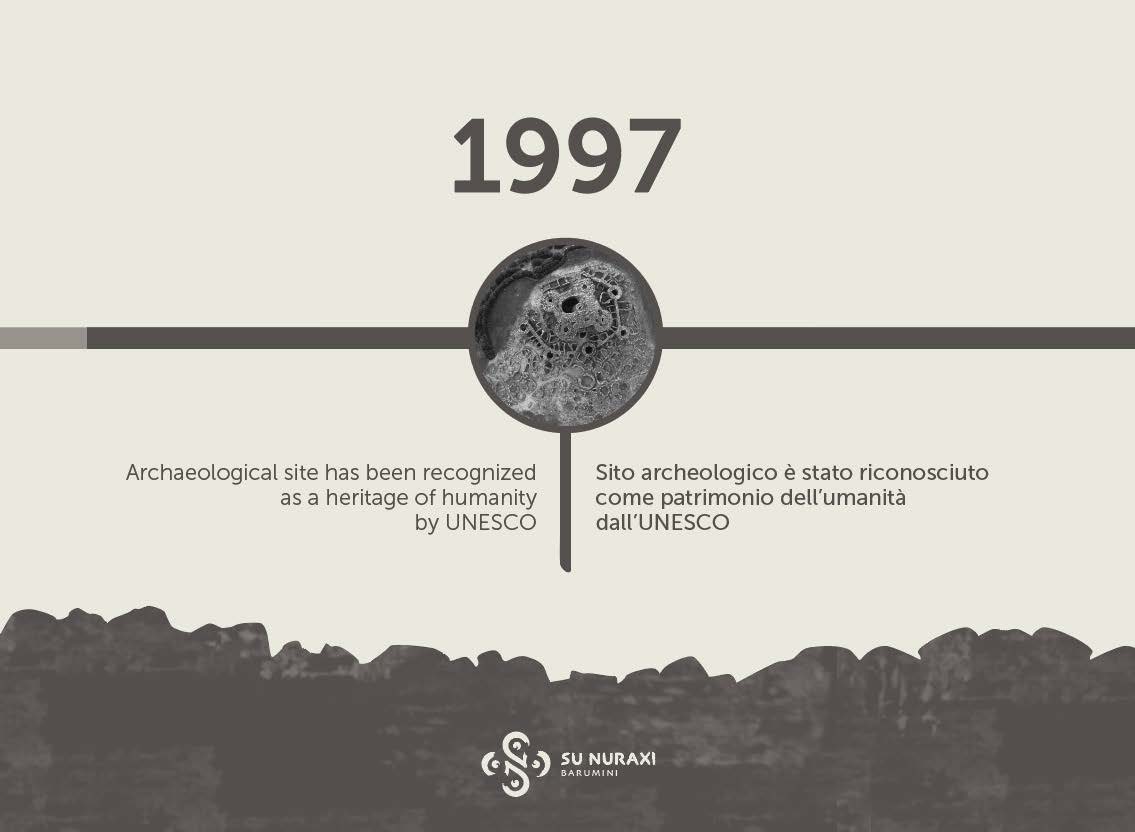 1997
Archaeological site has been recognized
as a heritage of humanity
by UNESCO
Sito archeologico è stato riconosciuto
come patrimonio dell'umanità
dall'UNESCO
SU NURAXI
BARUMINI